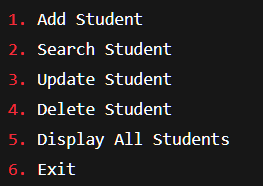 1. Add Student
2. Search Student
3. Update Student
4. Delete Student
5. Display All Students
6. Exit